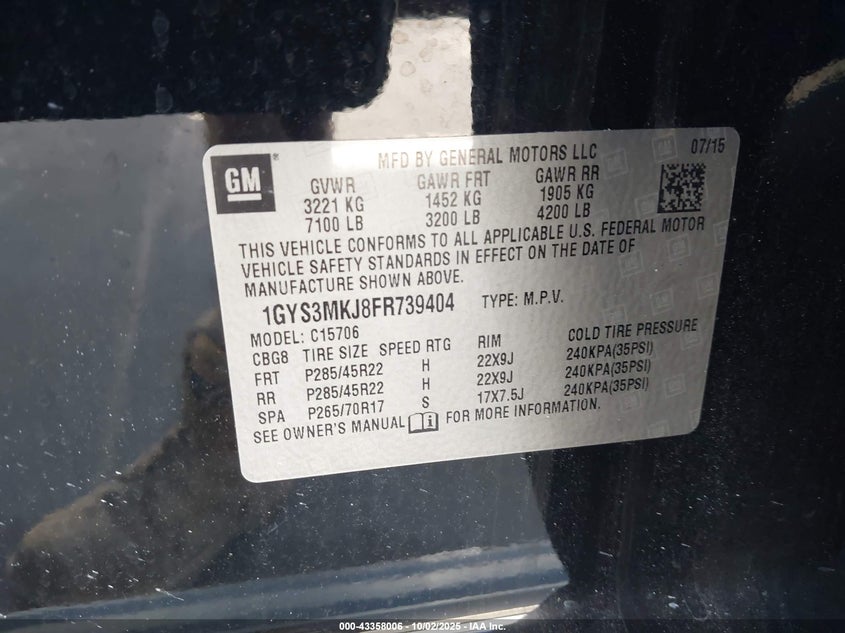 GM
MFD BY GENERAL MOTORS LLC 07/15
GVWR GAWR FRT GAWR RR
3221 KG 1452 KG 1905 KG
7100 LB 3200 LB 4200 LB
THIS VEHICLE CONFORMS TO ALL APPLICABLE U.S. FEDERAL MOTOR
VEHICLE SAFETY STANDARDS IN EFFECT ON THE DATE OF
MANUFACTURE SHOWN ABOVE.
1GYS3MKJ8FR739404 TYPE: M.P.V.
MODEL: C15706
CBG8 TIRE SIZE SPEED RTG RIM COLD TIRE PRESSURE
FRT P285/45R22 H 22X9J 240KPA(35PSI)
RR P285/45R22 H 22X9J 240KPA(35PSI)
SPA P265/70R17 S 17X7.5J 240KPA(35PSI)
SEE OWNER'S MANUAL FOR MORE INFORMATION.
000-43358006 - 10/02/2025 - IAA Inc.